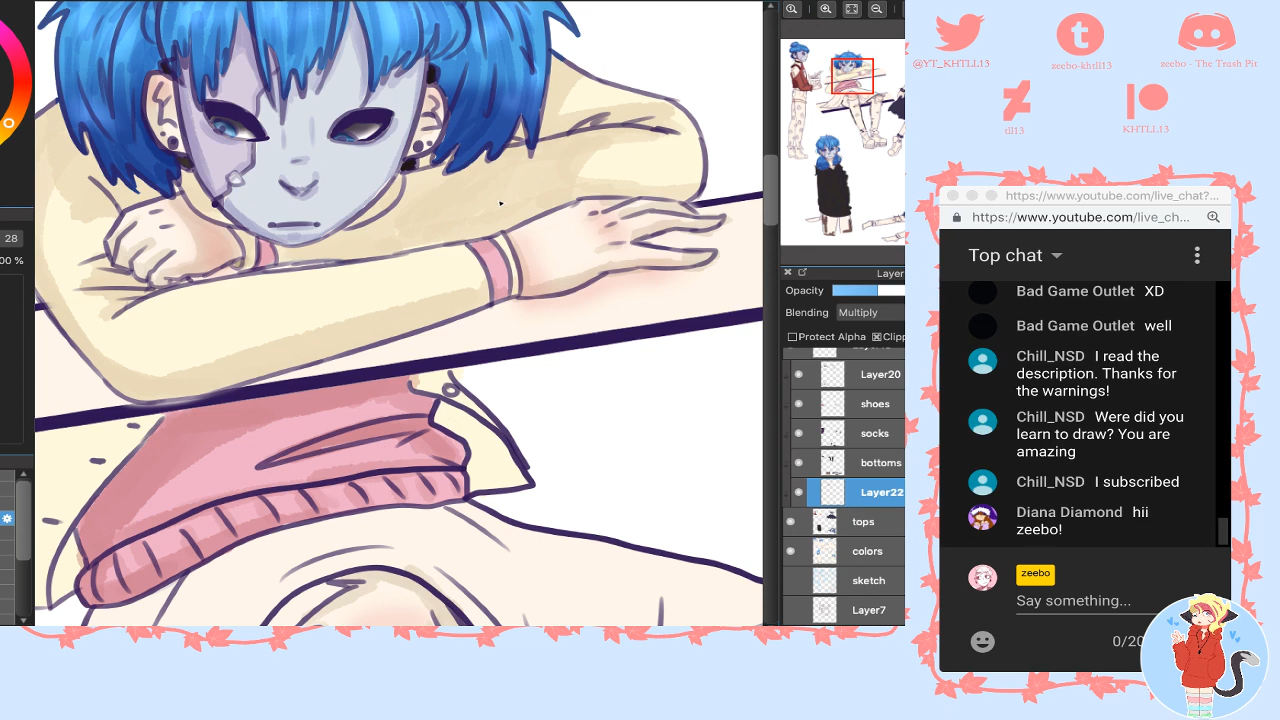 28
00 %
Layer
Opacity
Blending Multiply
Protect Alpha Clipp
Layer20
shoes
socks
bottoms
Layer22
tops
colors
sketch
Layer7
@YT_KHTLL13
zeebo-khtll13
zeebo - The Trash Pit
tll13
KHTLL13
https://www.youtube.com/live_chat?...
https://www.youtube.com/live_ch...
Top chat
Bad Game Outlet XD
Bad Game Outlet well
Chill_NSD I read the
description. Thanks for
the warnings!
Chill_NSD Were did you
learn to draw? You are
amazing
Chill_NSD I subscribed
Diana Diamond hii
zeebo!
zeebo
Say something...
0/20